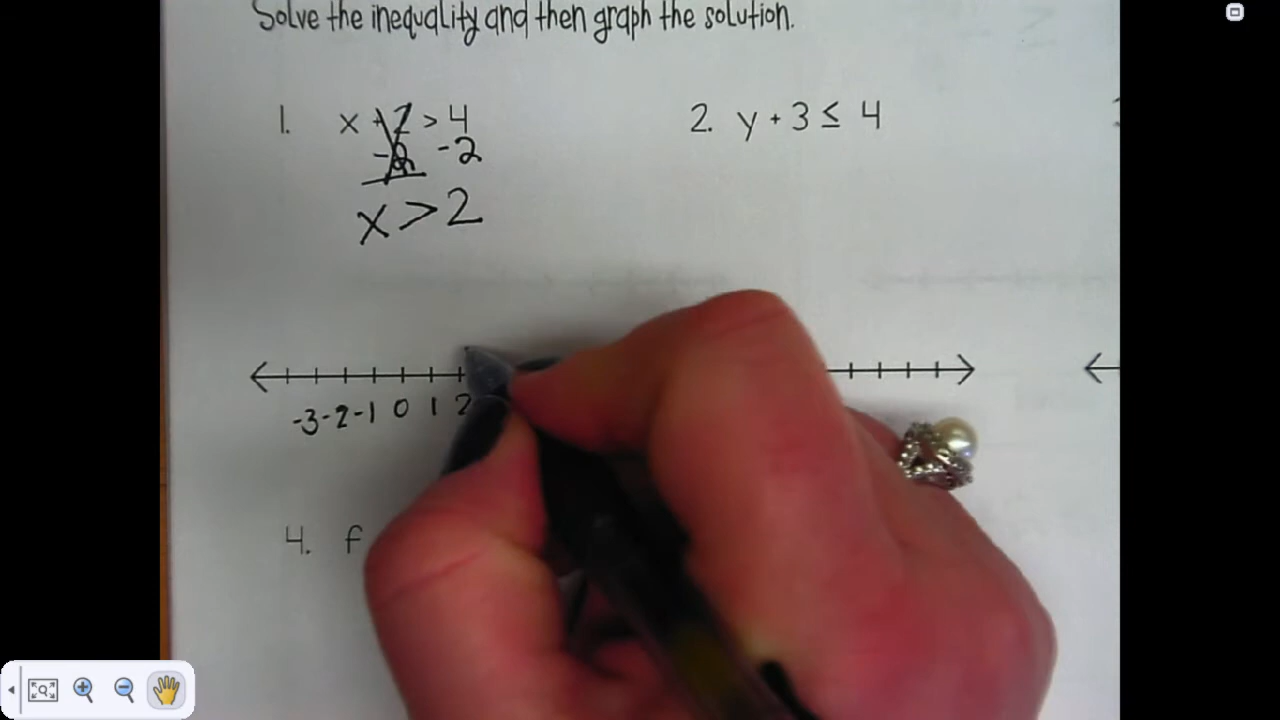 Solve the inequality and then graph the solution.
1. x + 2 > 4
-2 -2
x > 2
2. y + 3 ≤ 4
-3 -2 -1 0 1 2
4. f